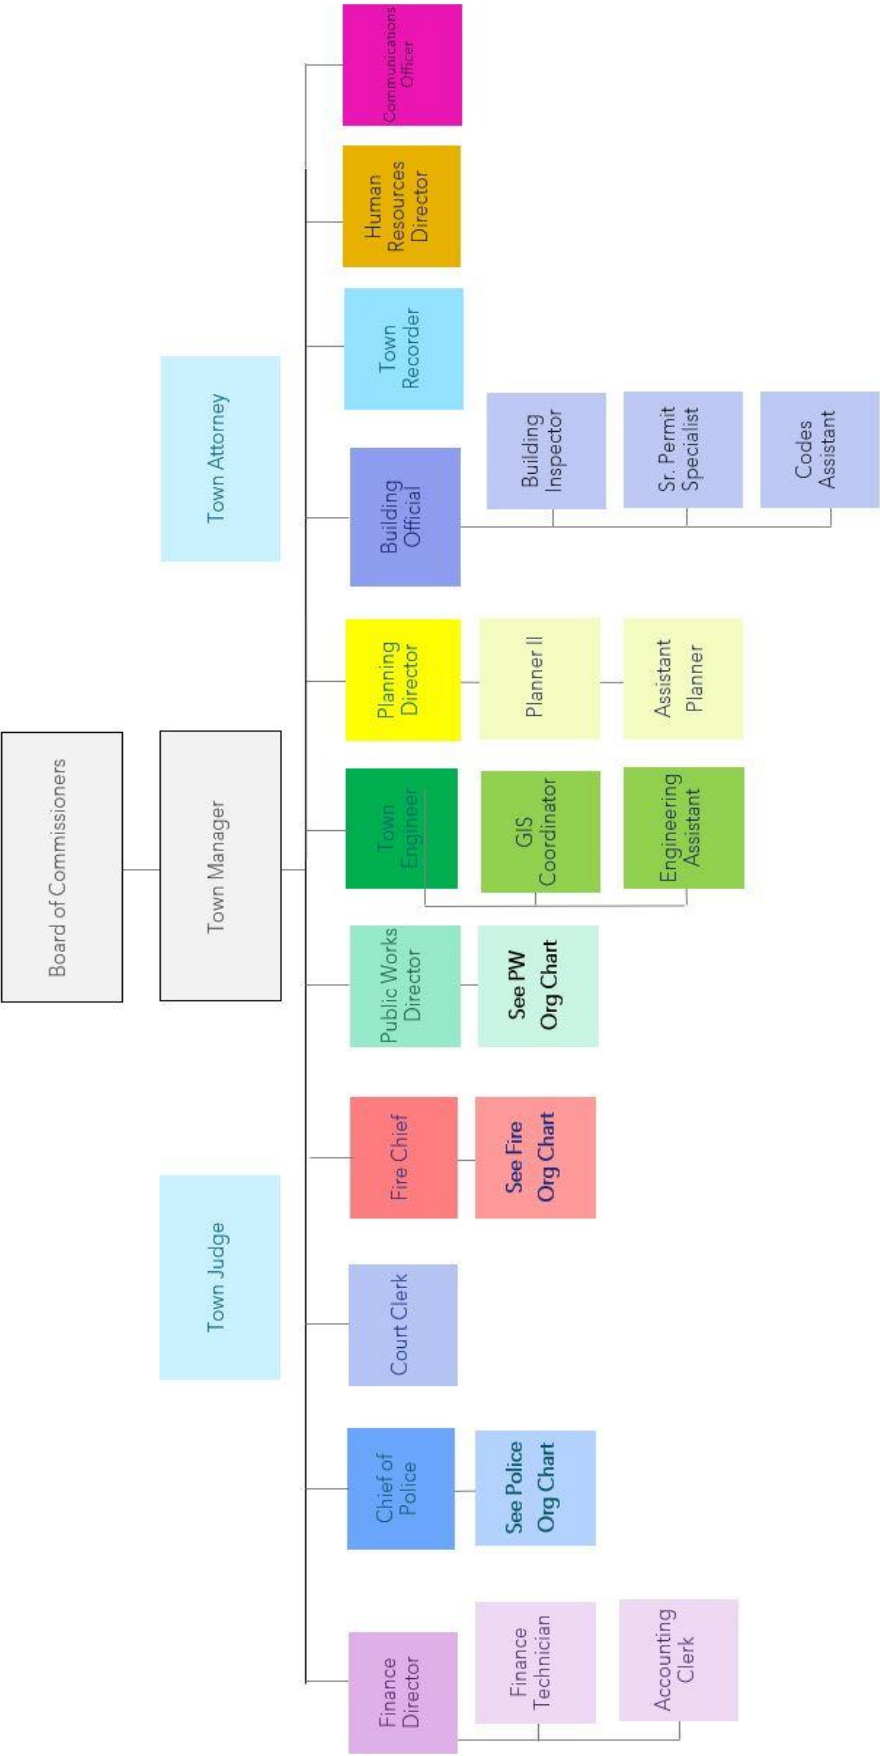 Board of Commissioners
Town Judge
Town Manager
Town Attorney
Finance
Director
Chief of
Police
Court Clerk
Fire Chief
Public Works
Director
Town
Engineer
Planning
Director
Building
Official
Town
Recorder
Human
Resources
Director
Communications
Officer
Finance
Technician
See Police
Org Chart
See Fire
Org Chart
See PW
Org Chart
GIS
Coordinator
Planner II
Building
Inspector
Accounting
Clerk
Engineering
Assistant
Assistant
Planner
Sr. Permit
Specialist
Codes
Assistant